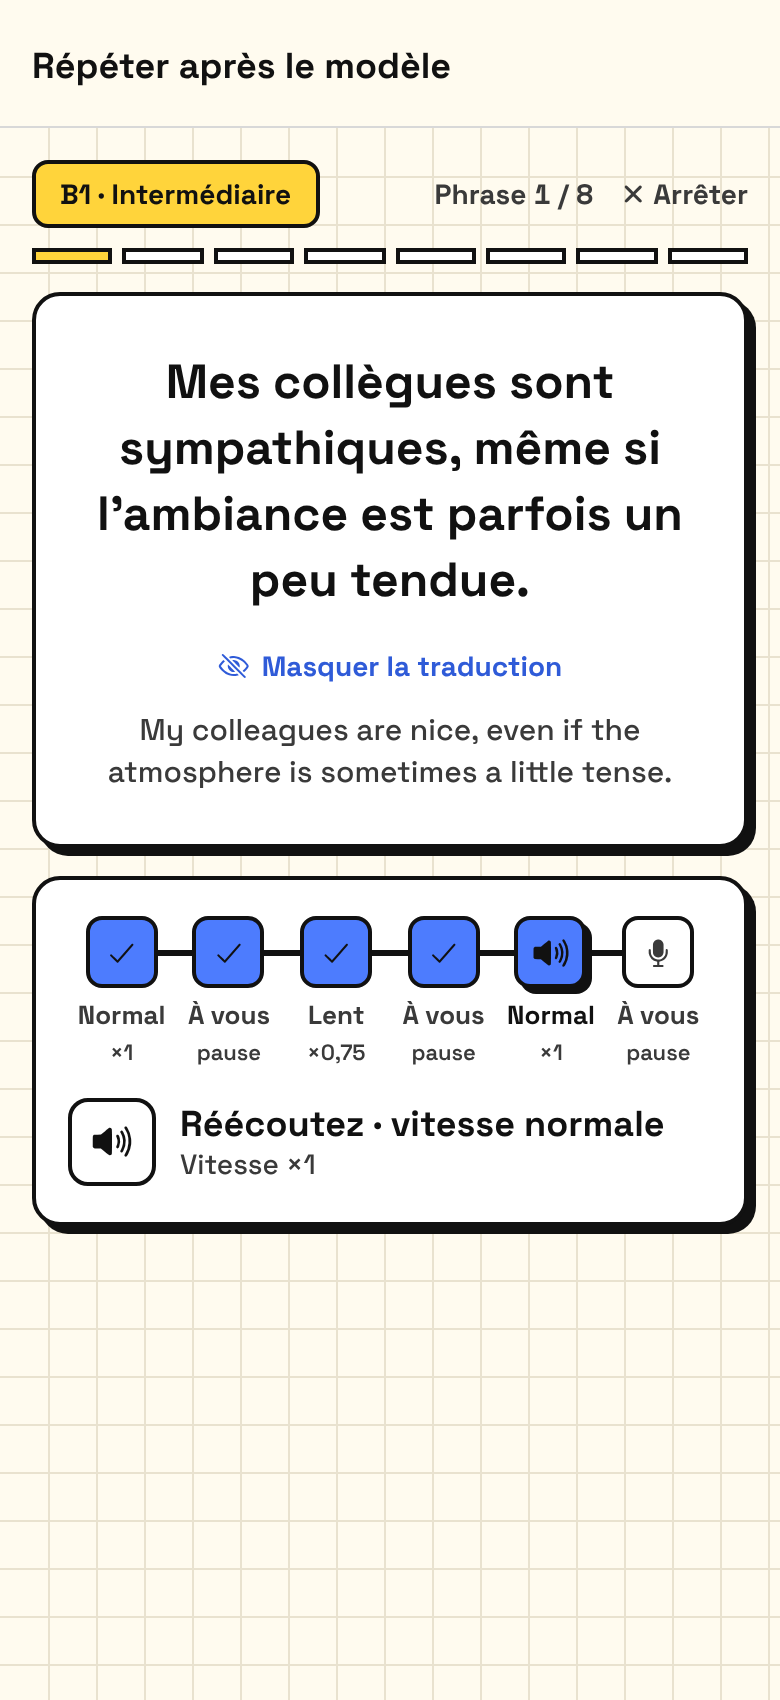 Répéter après le modèle
B1 · Intermédiaire
Phrase 1 / 8
✕ Arrêter
Mes collègues sont
sympathiques, même si
l’ambiance est parfois un
peu tendue.
Masquer la traduction
My colleagues are nice, even if the
atmosphere is sometimes a little tense.
Normal
×1
À vous
pause
Lent
×0,75
À vous
pause
Normal
×1
À vous
pause
Réécoutez · vitesse normale
Vitesse ×1